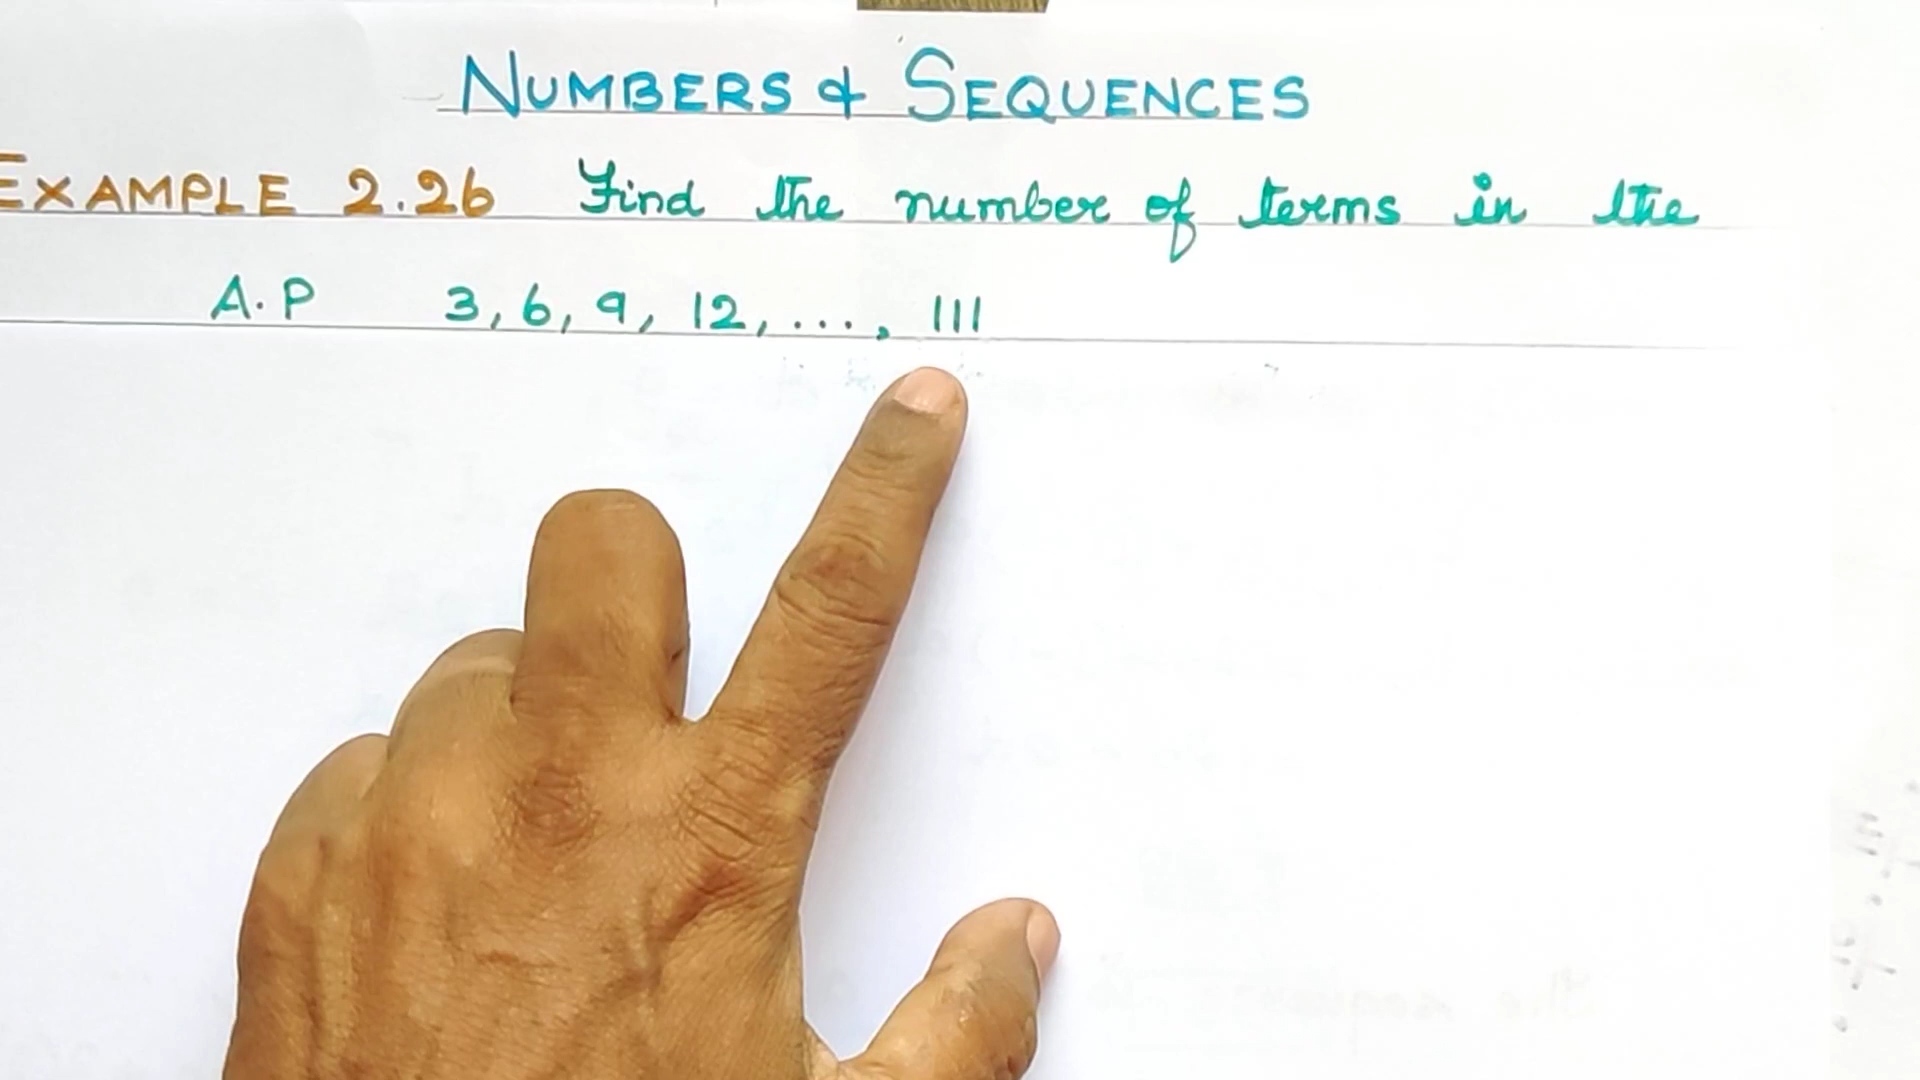 NUMBERS & SEQUENCES
EXAMPLE 2.26 Find the number of terms in the
A.P 3, 6, 9, 12, ..., 111